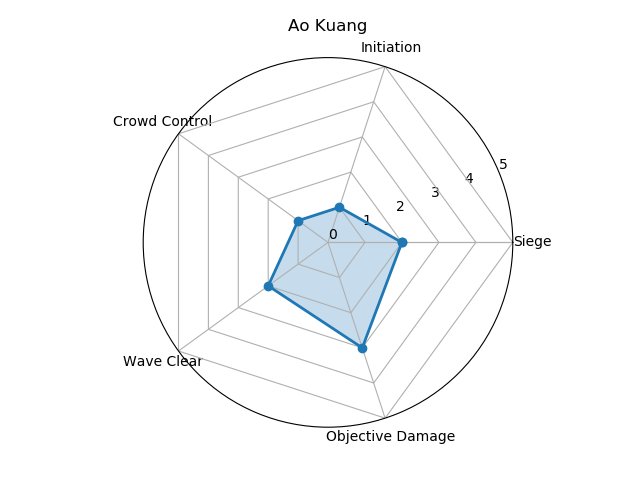 Ao Kuang
Initiation
Crowd Control
5
4
3
2
1
0
Siege
Wave Clear
Objective Damage